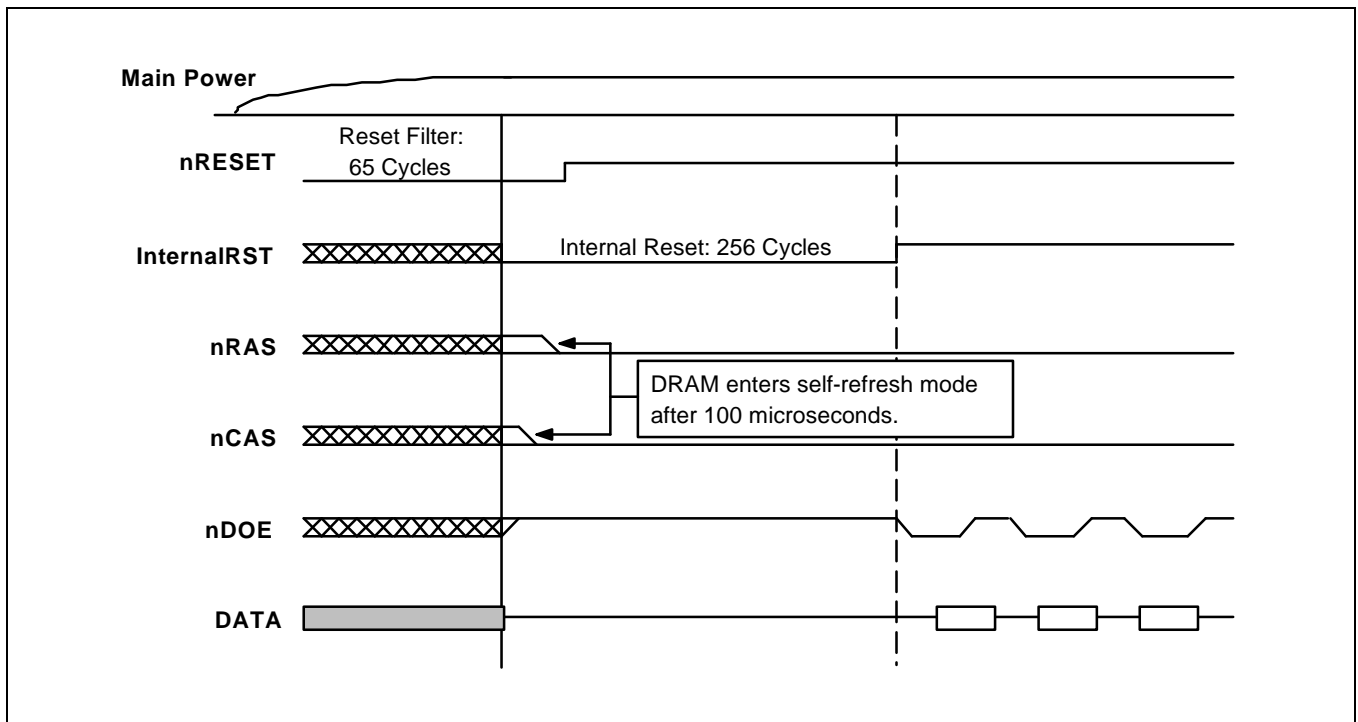 Main Power
Reset Filter:
65 Cycles
nRESET
InternalRST
Internal Reset: 256 Cycles
nRAS
DRAM enters self-refresh mode
after 100 microseconds.
nCAS
nDOE
DATA